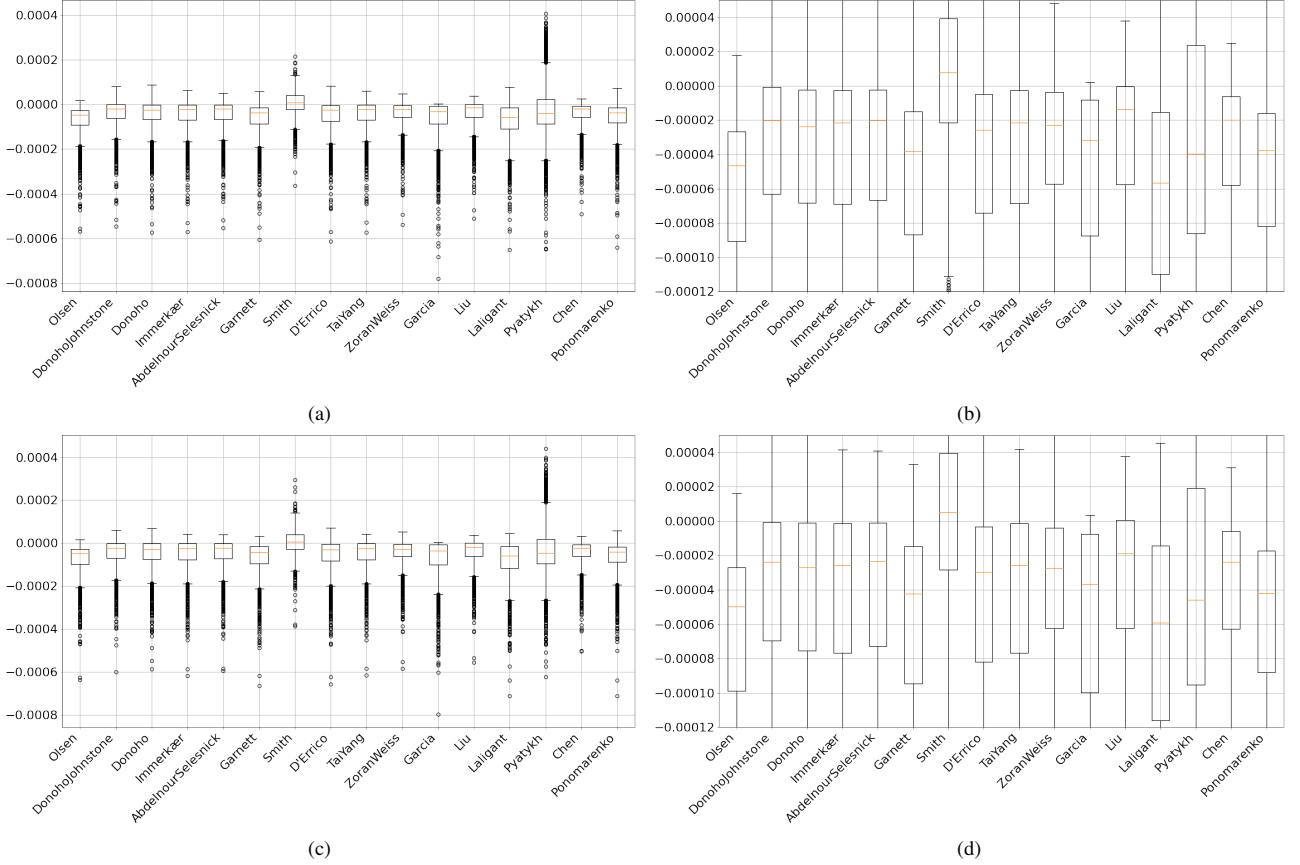 0.0004
0.0002
0.0000
−0.0002
−0.0004
−0.0006
−0.0008
Olsen
DonohoJohnstone
Donoho
Immerkær
AbdelnourSelesnick
Garnett
Smith
D'Errico
TaiYang
ZoranWeiss
Garcia
Liu
Laligant
Pyatykh
Chen
Ponomarenko
(a)
0.00004
0.00002
0.00000
−0.00002
−0.00004
−0.00006
−0.00008
−0.00010
−0.00012
Olsen
DonohoJohnstone
Donoho
Immerkær
AbdelnourSelesnick
Garnett
Smith
D'Errico
TaiYang
ZoranWeiss
Garcia
Liu
Laligant
Pyatykh
Chen
Ponomarenko
(b)
0.0004
0.0002
0.0000
−0.0002
−0.0004
−0.0006
−0.0008
Olsen
DonohoJohnstone
Donoho
Immerkær
AbdelnourSelesnick
Garnett
Smith
D'Errico
TaiYang
ZoranWeiss
Garcia
Liu
Laligant
Pyatykh
Chen
Ponomarenko
(c)
0.00004
0.00002
0.00000
−0.00002
−0.00004
−0.00006
−0.00008
−0.00010
−0.00012
Olsen
DonohoJohnstone
Donoho
Immerkær
AbdelnourSelesnick
Garnett
Smith
D'Errico
TaiYang
ZoranWeiss
Garcia
Liu
Laligant
Pyatykh
Chen
Ponomarenko
(d)